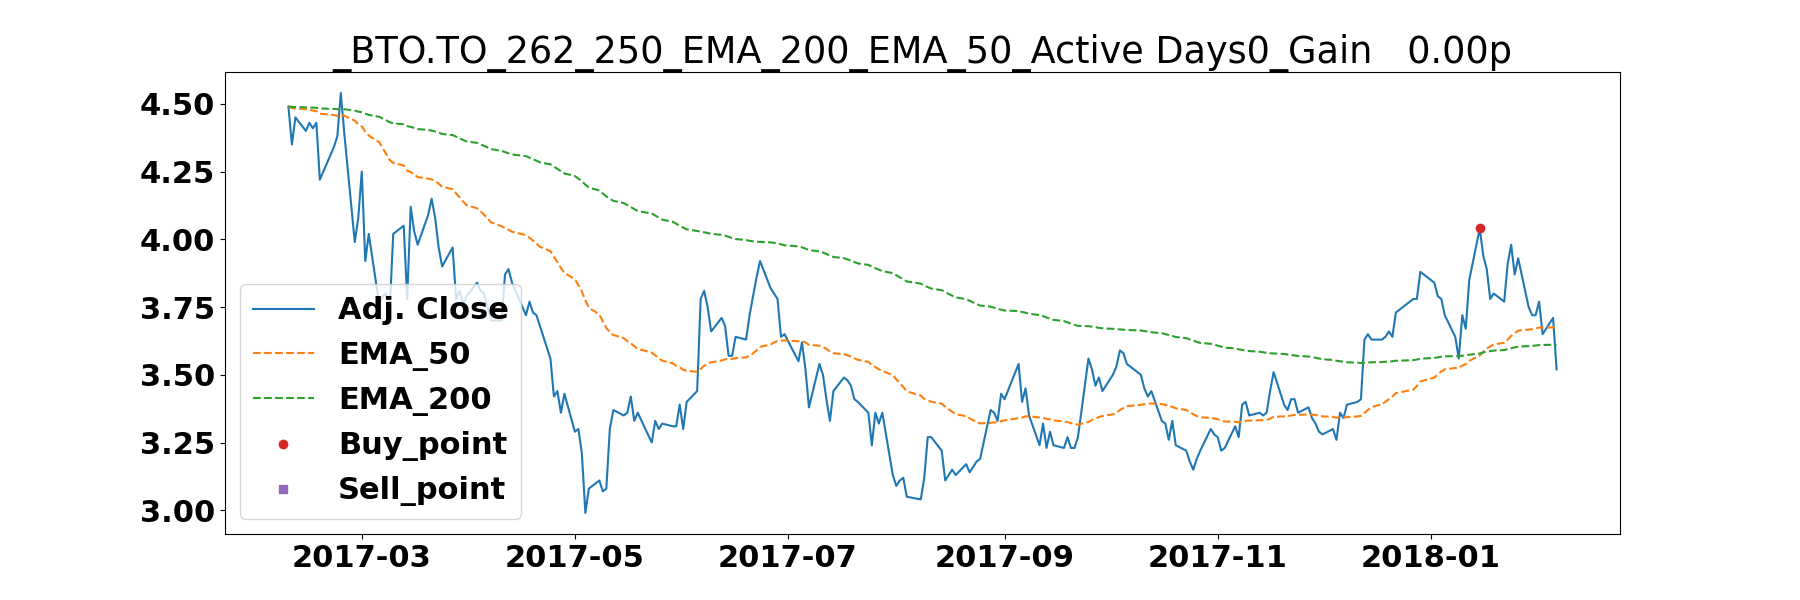 _BTO.TO_262_250_EMA_200_EMA_50_Active Days0_Gain   0.00p
4.50
4.25
4.00
3.75
3.50
3.25
3.00
Adj. Close
EMA_50
EMA_200
Buy_point
Sell_point
2017-03 2017-05 2017-07 2017-09 2017-11 2018-01